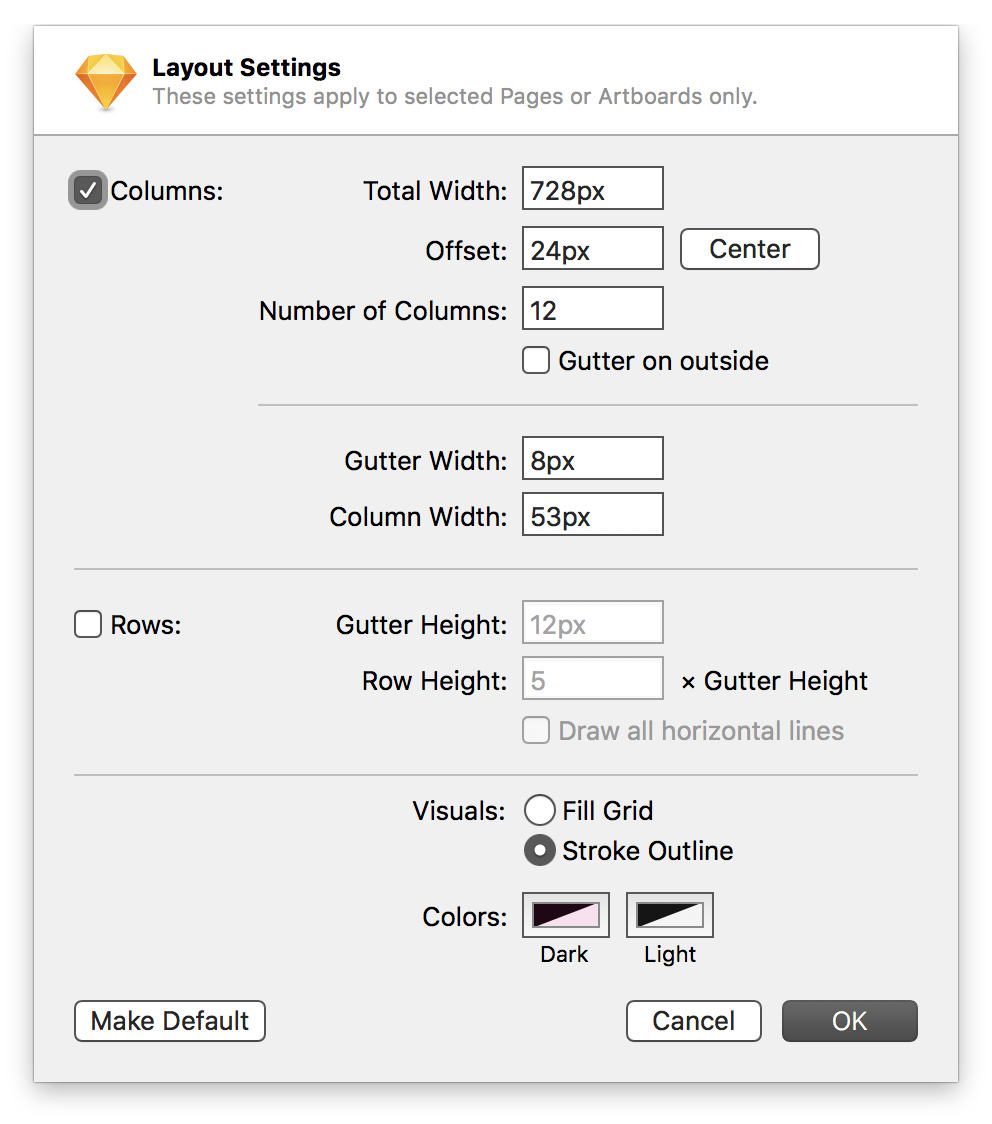 Layout Settings
These settings apply to selected Pages or Artboards only.
Columns: Total Width: 728px
Offset: 24px Center
Number of Columns: 12
Gutter on outside
Gutter Width: 8px
Column Width: 53px
Rows: Gutter Height: 12px
Row Height: 5 × Gutter Height
Draw all horizontal lines
Visuals: Fill Grid
Stroke Outline
Colors:
Dark Light
Make Default Cancel OK